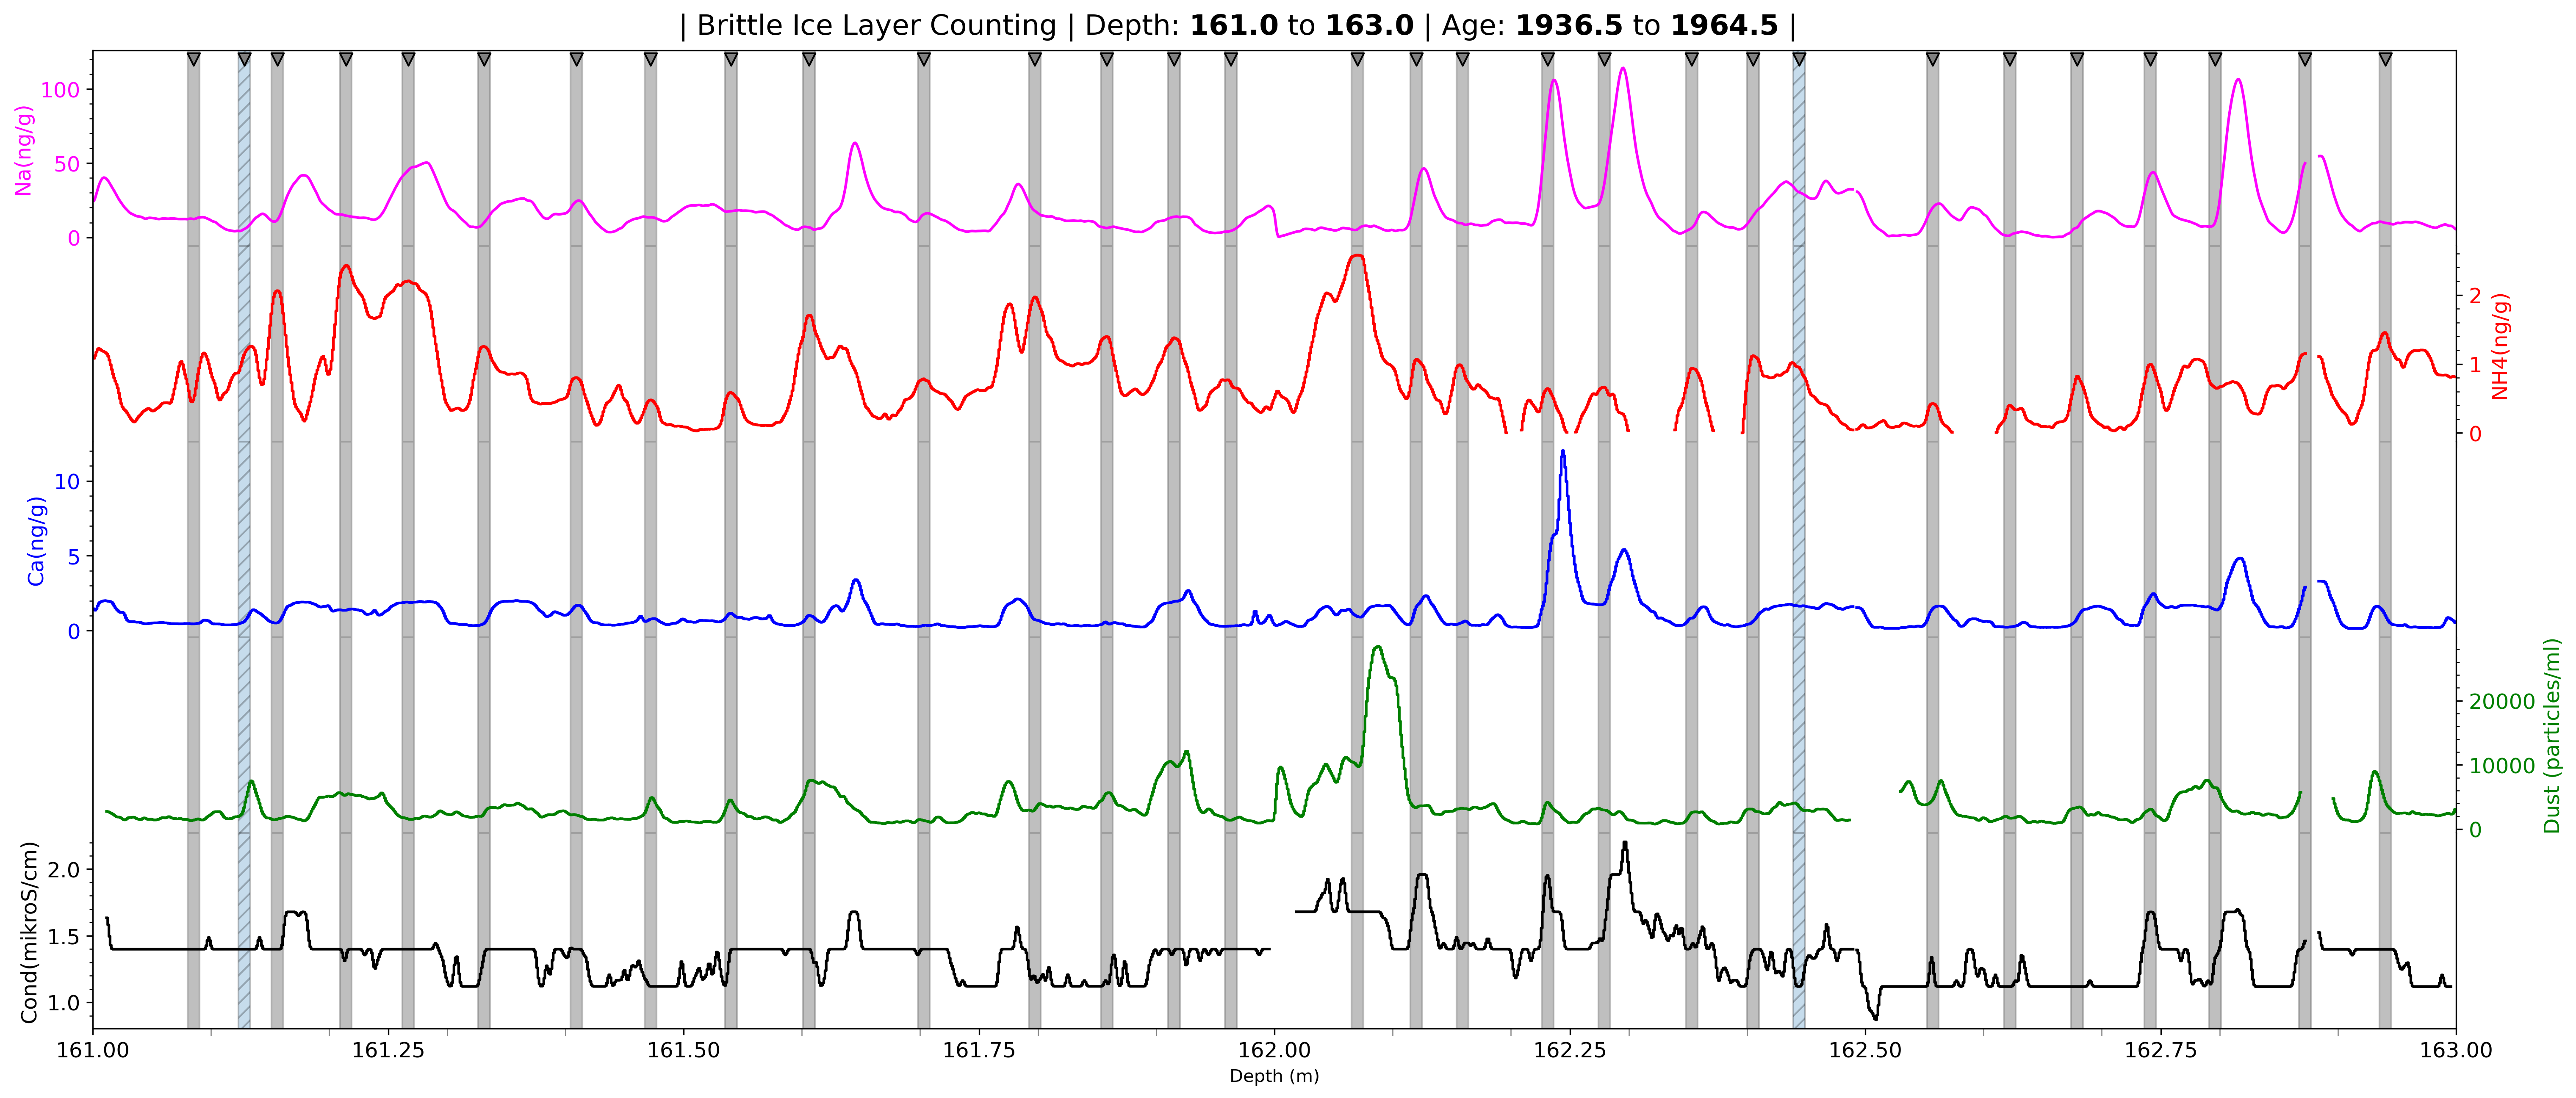 | Brittle Ice Layer Counting | Depth: 161.0 to 163.0 | Age: 1936.5 to 1964.5 |
Na(ng/g)
100
50
0
NH4(ng/g)
2
1
0
Ca(ng/g)
10
5
0
Dust (particles/ml)
20000
10000
0
Cond(mikroS/cm)
2.0
1.5
1.0
161.00 161.25 161.50 161.75 162.00 162.25 162.50 162.75 163.00
Depth (m)